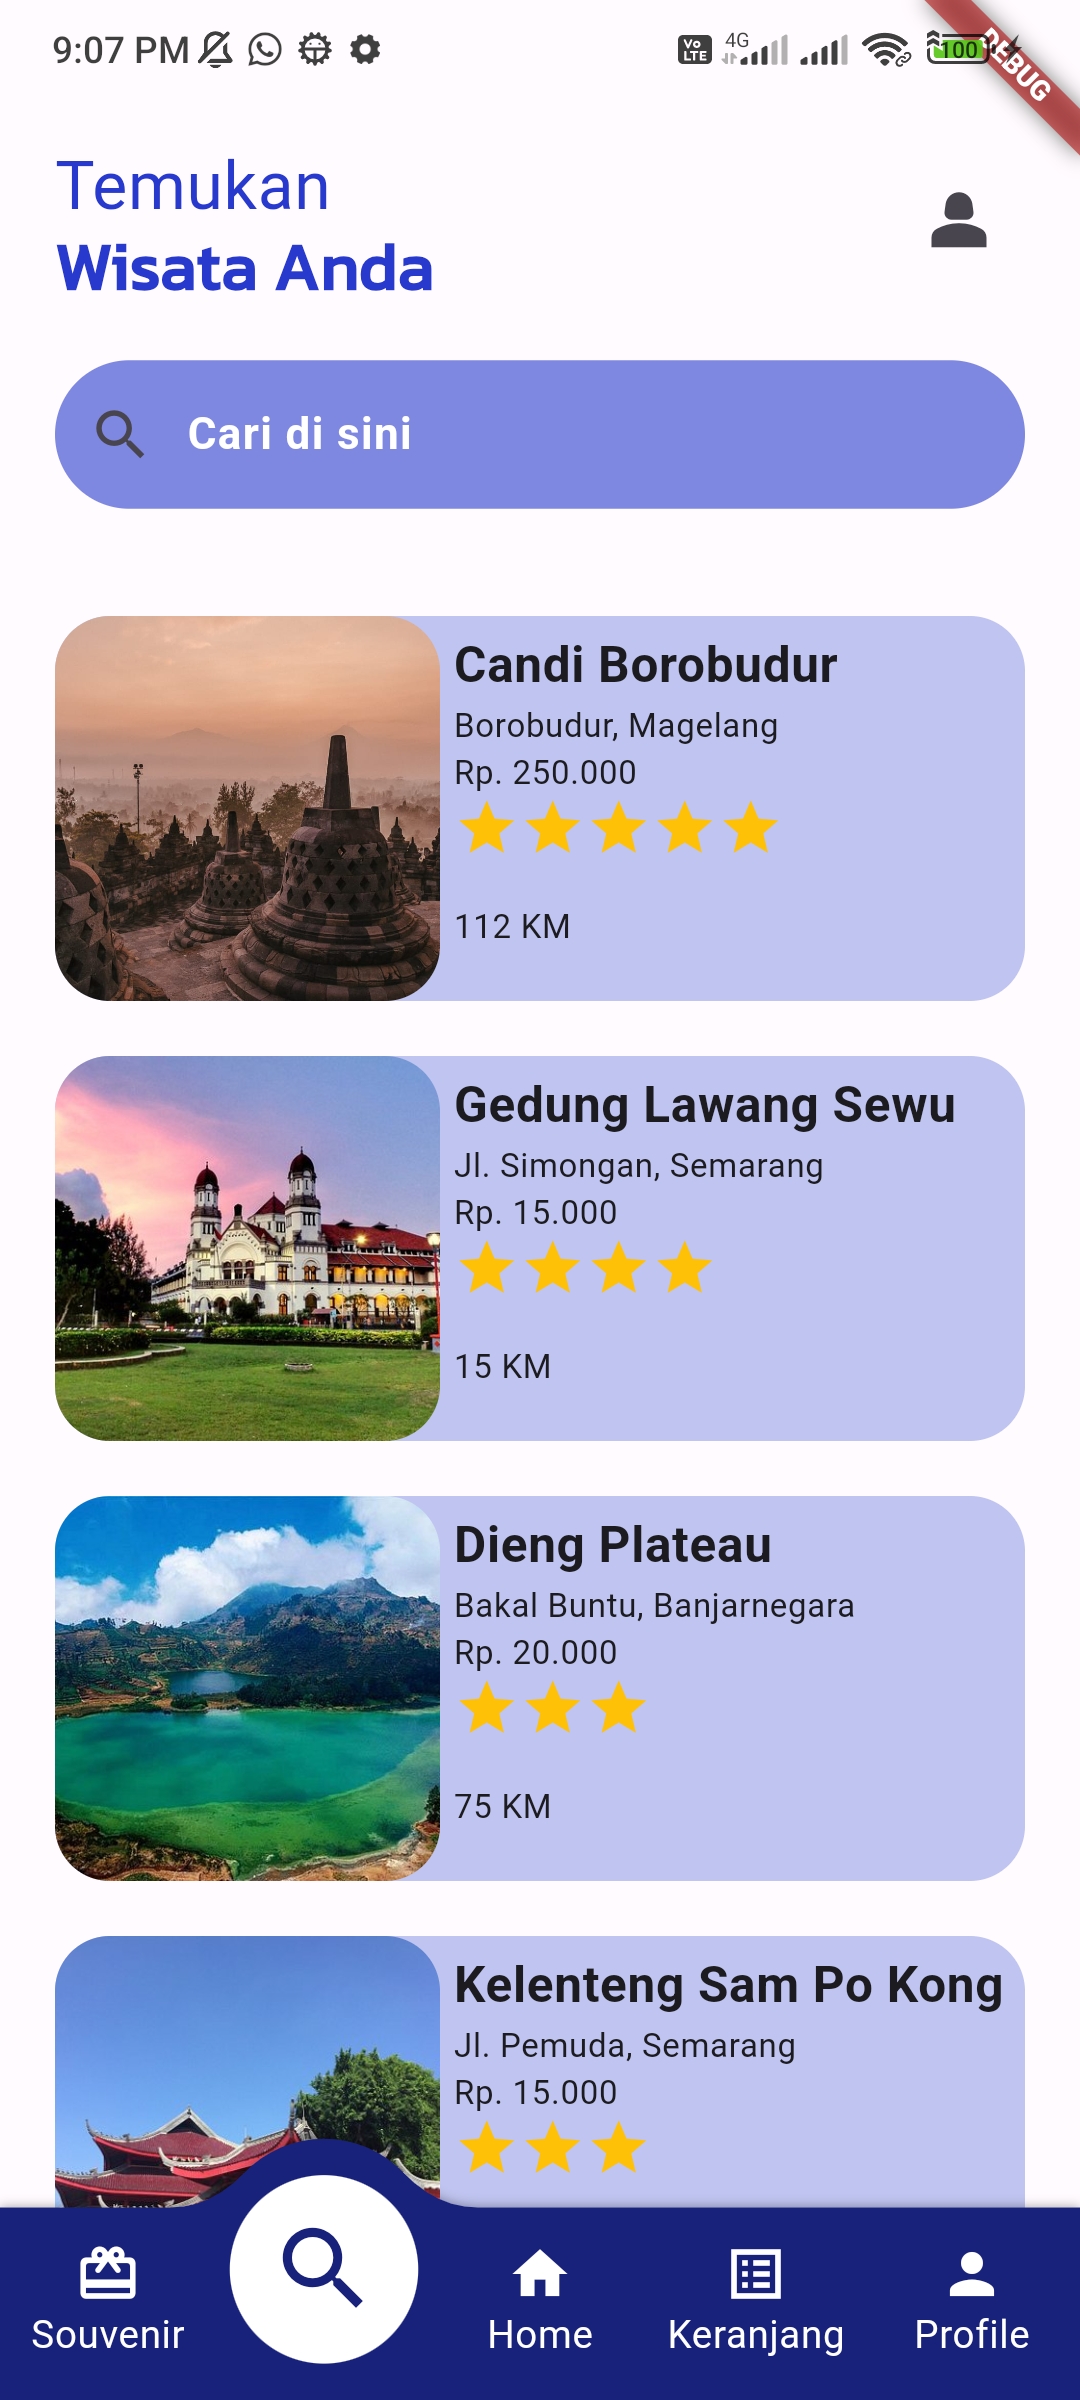 9:07 PM
Vo LTE
4G
100
DEBUG
Temukan
Wisata Anda
Cari di sini
Candi Borobudur
Borobudur, Magelang
Rp. 250.000
112 KM
Gedung Lawang Sewu
Jl. Simongan, Semarang
Rp. 15.000
15 KM
Dieng Plateau
Bakal Buntu, Banjarnegara
Rp. 20.000
75 KM
Kelenteng Sam Po Kong
Jl. Pemuda, Semarang
Rp. 15.000
Souvenir
Home
Keranjang
Profile